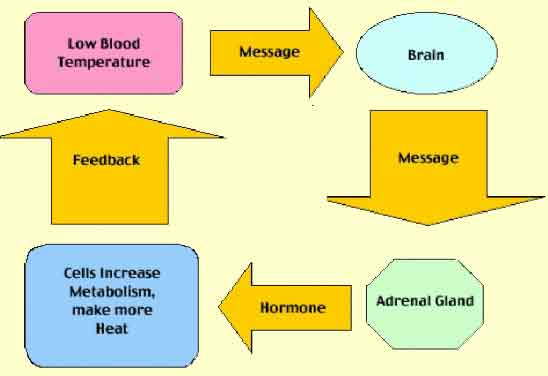 Low Blood
Temperature
Message
Brain
Feedback
Message
Cells Increase
Metabolism,
make more
Heat
Hormone
Adrenal Gland